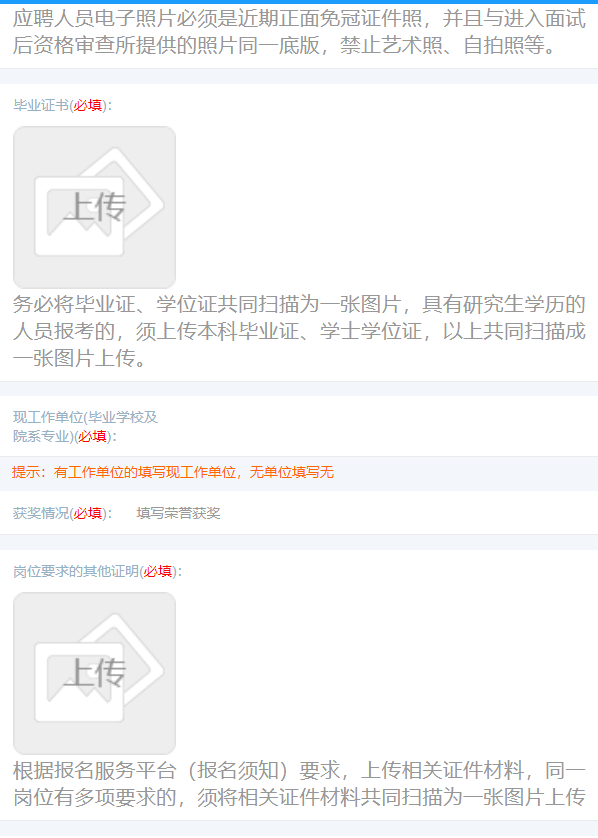 应聘人员电子照片必须是近期正面免冠证件照，并且与进入面试
后资格审查所提供的照片同一底版，禁止艺术照、自拍照等。
毕业证书(必填):
上传
务必将毕业证、学位证共同扫描为一张图片，具有研究生学历的
人员报考的，须上传本科毕业证、学士学位证，以上共同扫描成
一张图片上传。
现工作单位(毕业学校及
院系专业)(必填):
提示：有工作单位的填写现工作单位，无单位填写无
获奖情况(必填): 填写荣誉获奖
岗位要求的其他证明(必填):
上传
根据报名服务平台（报名须知）要求，上传相关证件材料，同一
岗位有多项要求的，须将相关证件材料共同扫描为一张图片上传